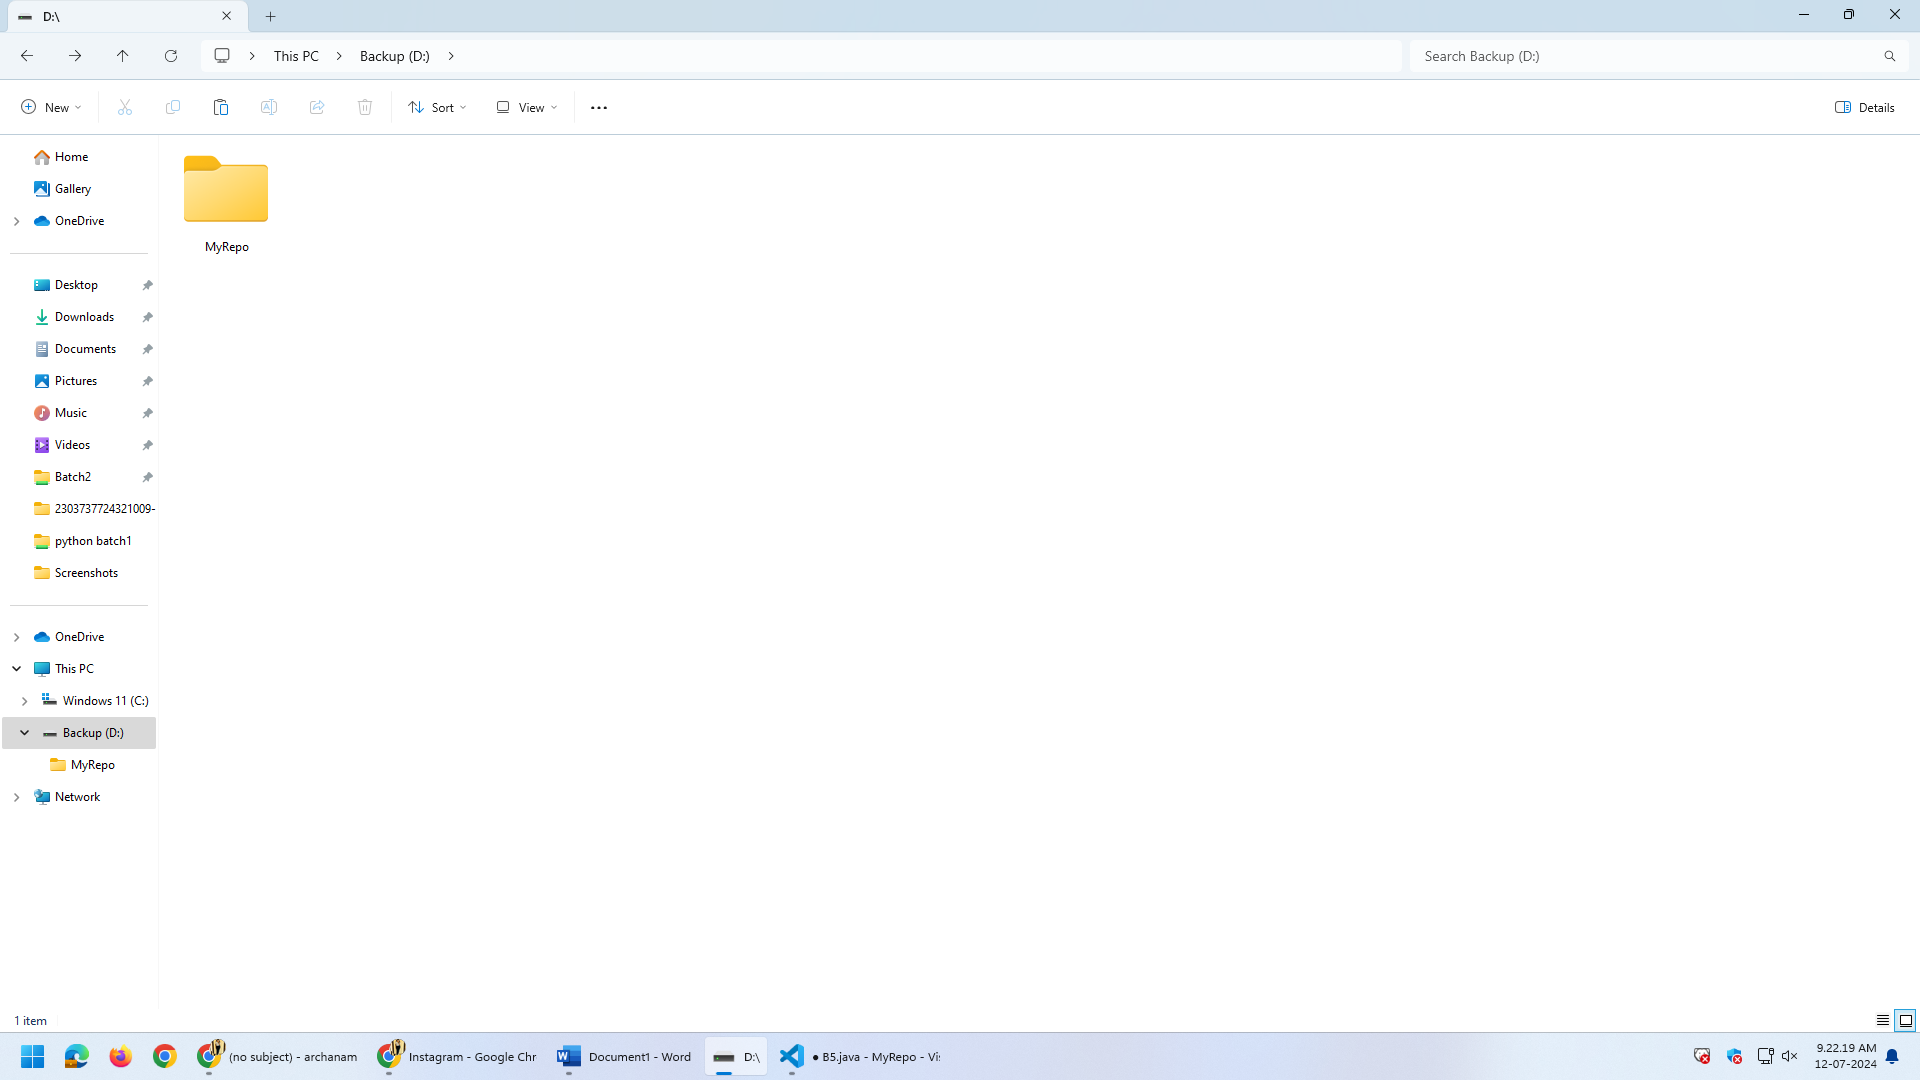 D:\
This PC
Backup (D:)
Search Backup (D:)
New
Sort
View
Details
Home
Gallery
OneDrive
Desktop
Downloads
Documents
Pictures
Music
Videos
Batch2
2303737724321009-
python batch1
Screenshots
OneDrive
This PC
Windows 11 (C:)
Backup (D:)
MyRepo
Network
MyRepo
1 item
(no subject) - archanam
Instagram - Google Chr
Document1 - Word
D:\
● B5.java - MyRepo - Vis
9.22.19 AM
12-07-2024